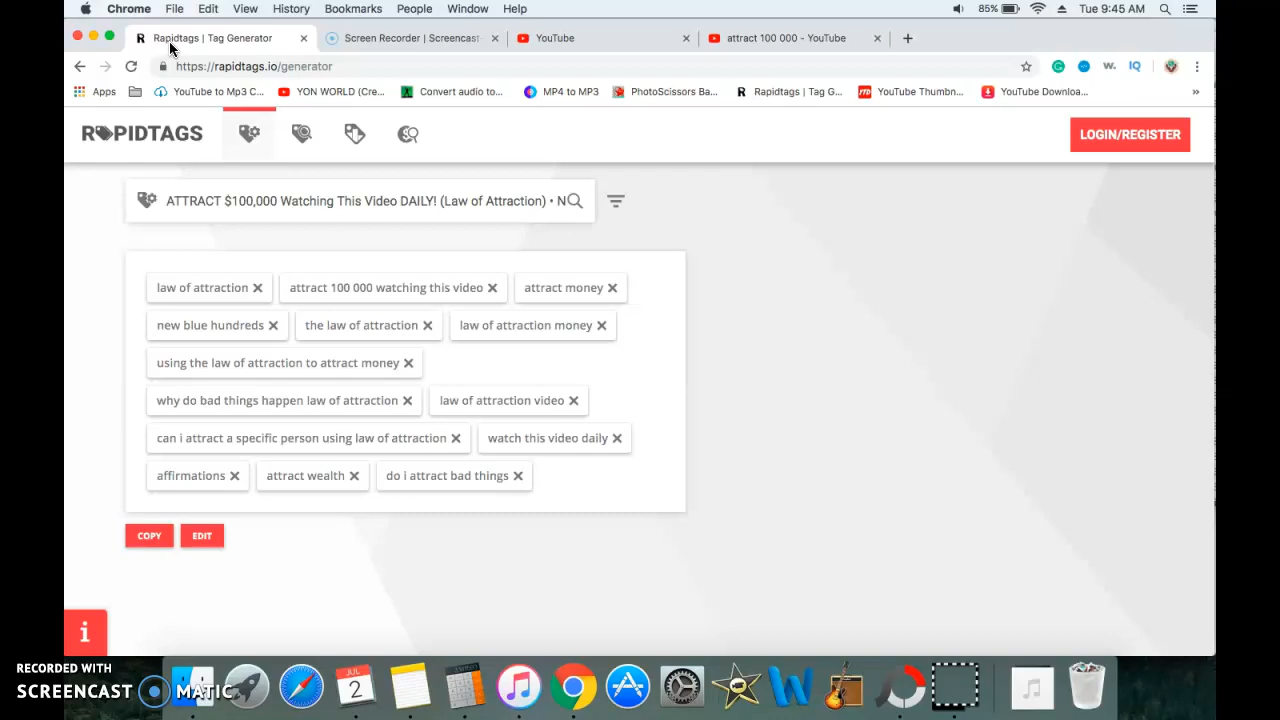 Chrome File Edit View History Bookmarks People Window Help 85% Tue 9:45 AM
R Rapidtags | Tag Generator Screen Recorder | Screencast YouTube attract 100 000 - YouTube
https://rapidtags.io/generator
Apps YouTube to Mp3 C... YON WORLD (Cre... Convert audio to... MP4 to MP3 PhotoScissors Ba... R Rapidtags | Tag G... YouTube Thumbn... YouTube Downloa... »
RAPIDTAGS LOGIN/REGISTER
ATTRACT $100,000 Watching This Video DAILY! (Law of Attraction) • N
law of attraction attract 100 000 watching this video attract money
new blue hundreds the law of attraction law of attraction money
using the law of attraction to attract money
why do bad things happen law of attraction law of attraction video
can i attract a specific person using law of attraction watch this video daily
affirmations attract wealth do i attract bad things
COPY EDIT
i
RECORDED WITH
SCREENCAST MATIC
JUL
2